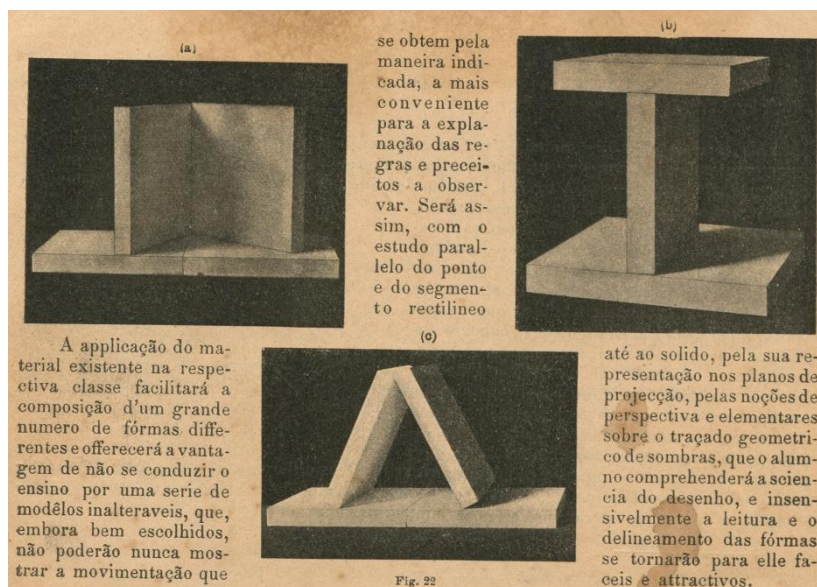 (a)
(b)
(c)
A applicação do ma-
terial existente na respe-
ctiva classe facilitará a
composição d'um grande
numero de fórmas diffe-
rentes e offerecerá a vanta-
gem de não se conduzir o
ensino por uma serie de
modêlos inalteraveis, que,
embora bem escolhidos,
não poderão nunca mos-
trar a movimentação que
se obtem pela
maneira indi-
cada, a mais
conveniente
para a expla-
nação das re-
gras e precei-
tos a obser-
var. Será as-
sim, com o
estudo paral-
lelo do ponto
e do segmen-
to rectilineo
até ao solido, pela sua re-
presentação nos planos de
projecção, pelas noções de
perspectiva e elementares
sobre o traçado geometri-
co de sombras, que o alum-
no comprehenderá a scien-
cia do desenho, e insen-
sivelmente a leitura e o
delineamento das fórmas
se tornarão para elle fa-
ceis e attractivos.
Fig. 22